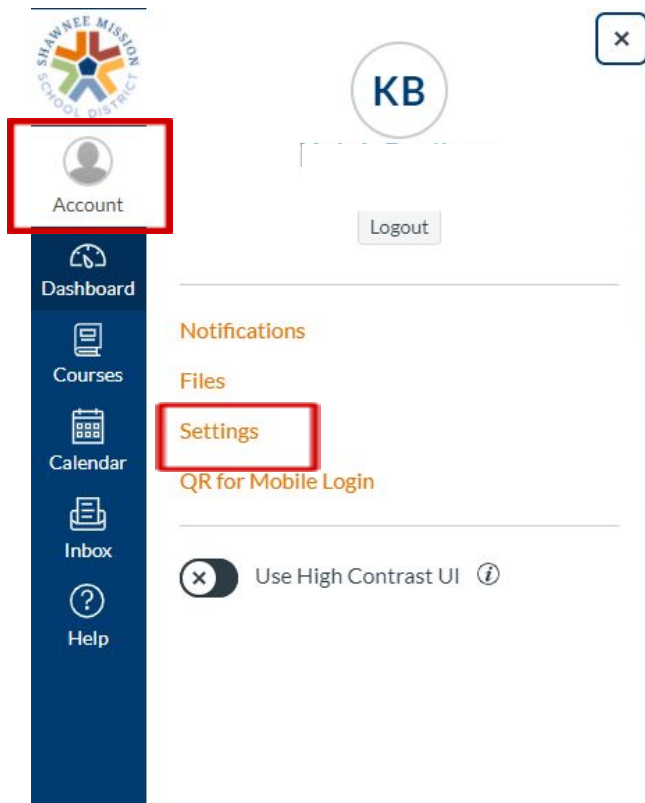 SHAWNEE MISSION
SCHOOL DISTRICT
KB
Account
Logout
Dashboard
Notifications
Courses
Files
Settings
Calendar
QR for Mobile Login
Inbox
Use High Contrast UI
Help